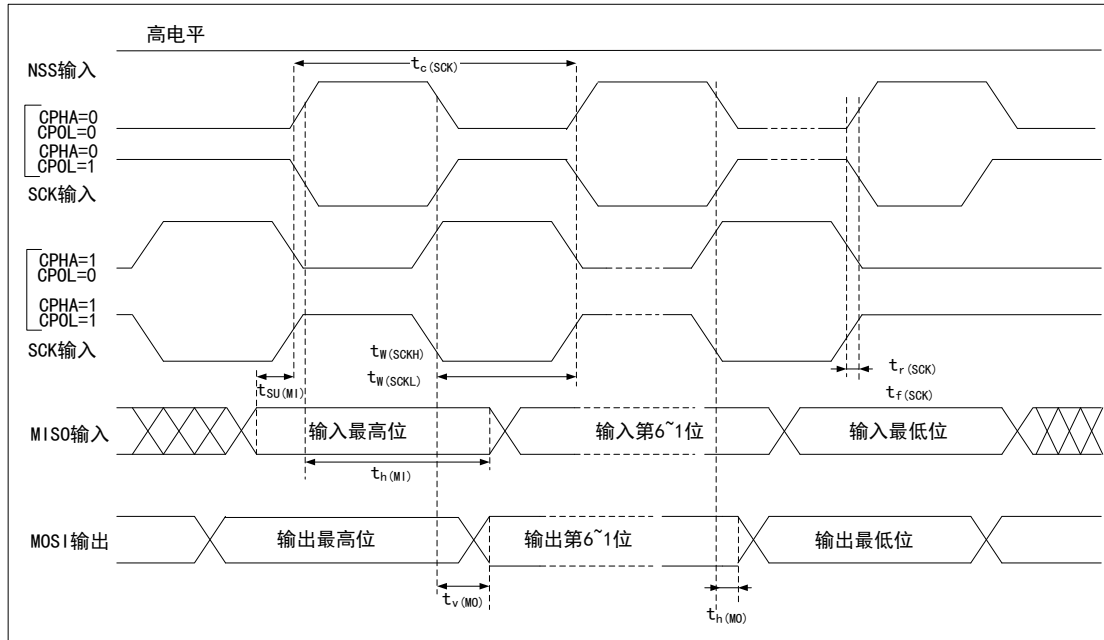 高电平
NSS输入
tc(SCK)
CPHA=0
CPOL=0
CPHA=0
CPOL=1
SCK输入
CPHA=1
CPOL=0
CPHA=1
CPOL=1
SCK输入
tW(SCKH)
tW(SCKL)
tr(SCK)
tf(SCK)
tSU(MI)
MISO输入
输入最高位
输入第6~1位
输入最低位
th(MI)
MOSI输出
输出最高位
输出第6~1位
输出最低位
tv(MO)
th(MO)